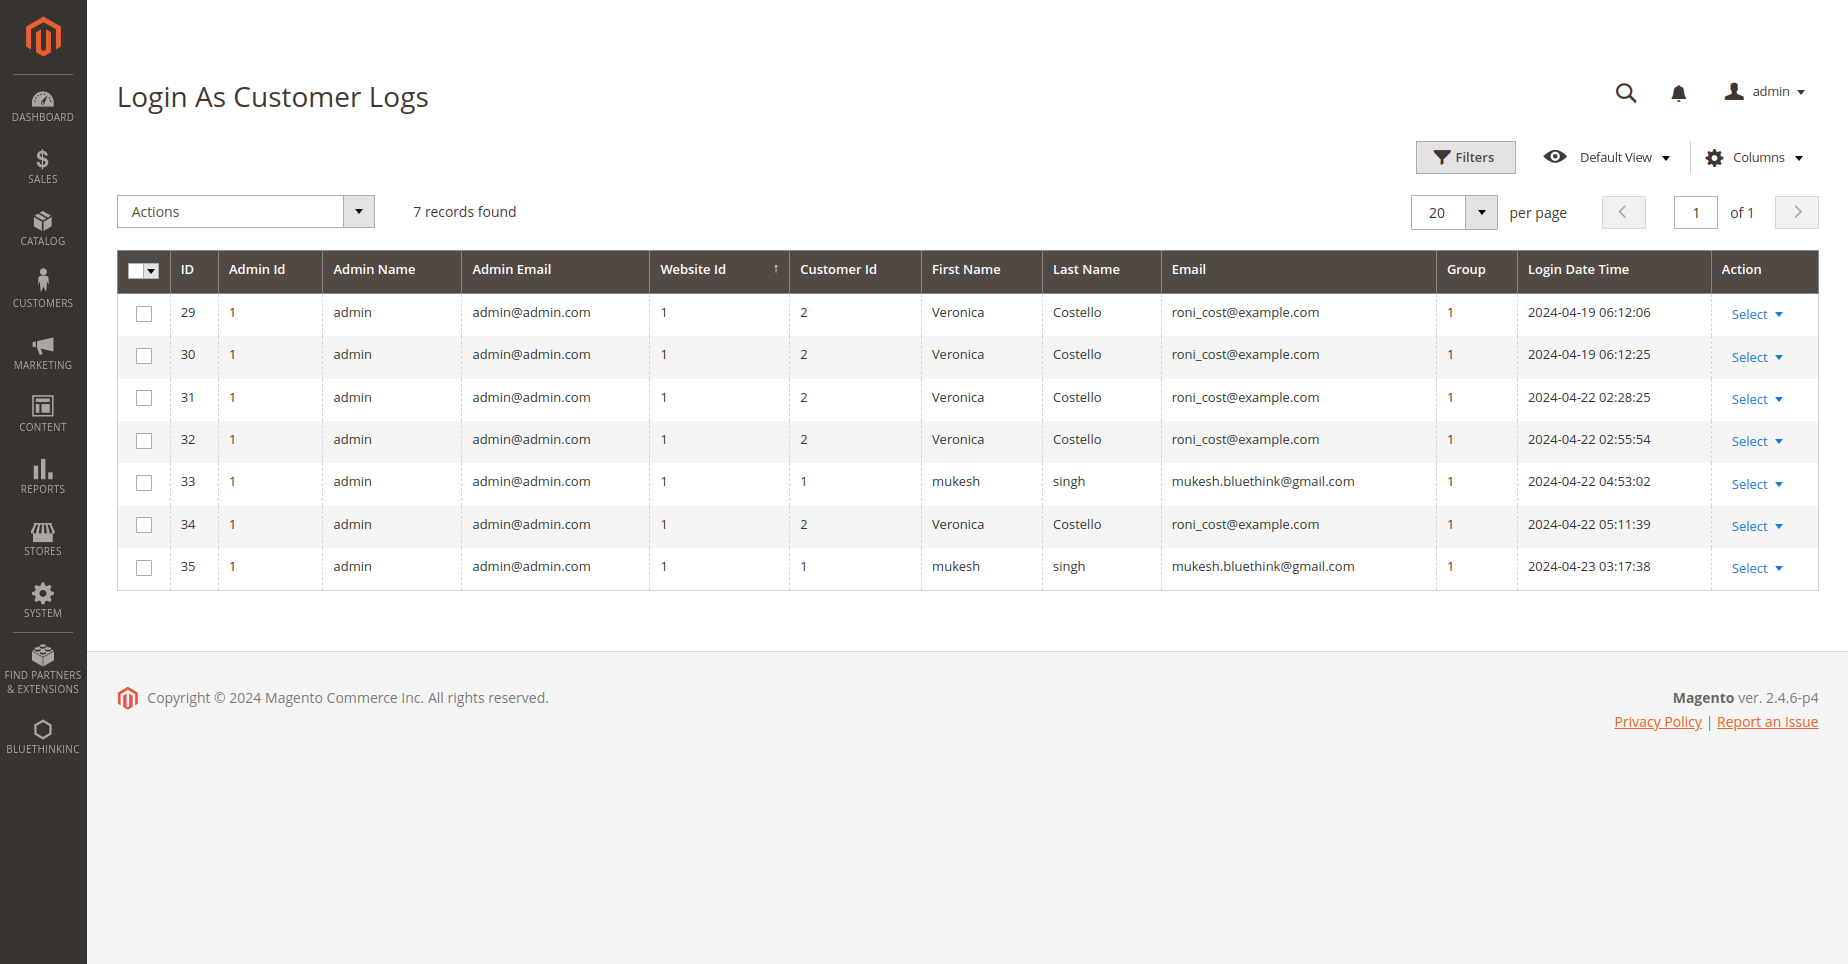 DASHBOARD
SALES
CATALOG
CUSTOMERS
MARKETING
CONTENT
REPORTS
STORES
SYSTEM
FIND PARTNERS
& EXTENSIONS
BLUETHINKINC
Login As Customer Logs
admin
Filters
Default View
Columns
Actions
7 records found
20
per page
1
of 1
ID Admin Id Admin Name Admin Email Website Id ↑ Customer Id First Name Last Name Email Group Login Date Time Action
29 1 admin admin@admin.com 1 2 Veronica Costello roni_cost@example.com 1 2024-04-19 06:12:06 Select
30 1 admin admin@admin.com 1 2 Veronica Costello roni_cost@example.com 1 2024-04-19 06:12:25 Select
31 1 admin admin@admin.com 1 2 Veronica Costello roni_cost@example.com 1 2024-04-22 02:28:25 Select
32 1 admin admin@admin.com 1 2 Veronica Costello roni_cost@example.com 1 2024-04-22 02:55:54 Select
33 1 admin admin@admin.com 1 1 mukesh singh mukesh.bluethink@gmail.com 1 2024-04-22 04:53:02 Select
34 1 admin admin@admin.com 1 2 Veronica Costello roni_cost@example.com 1 2024-04-22 05:11:39 Select
35 1 admin admin@admin.com 1 1 mukesh singh mukesh.bluethink@gmail.com 1 2024-04-23 03:17:38 Select
Copyright © 2024 Magento Commerce Inc. All rights reserved.
Magento ver. 2.4.6-p4
Privacy Policy | Report an Issue